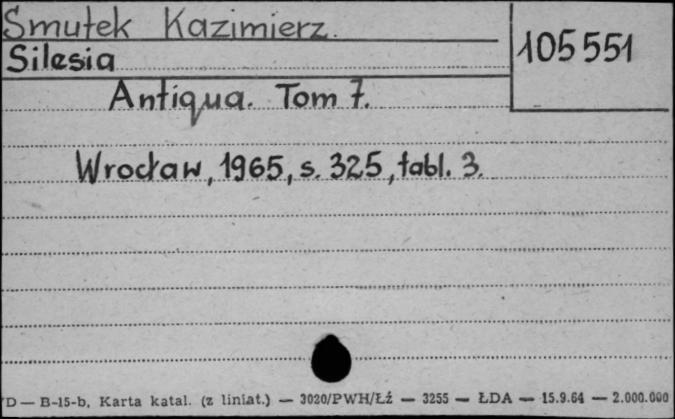 Smutek Kazimierz.
105551
Silesia
Antiqua. Tom 7.
Wrocław, 1965, s. 325, tabl. 3.
D — B-15-b, Karta katal. (z liniat.) — 3020/PWH/Łź — 3255 — ŁDA — 15.9.64 — 2.000.000